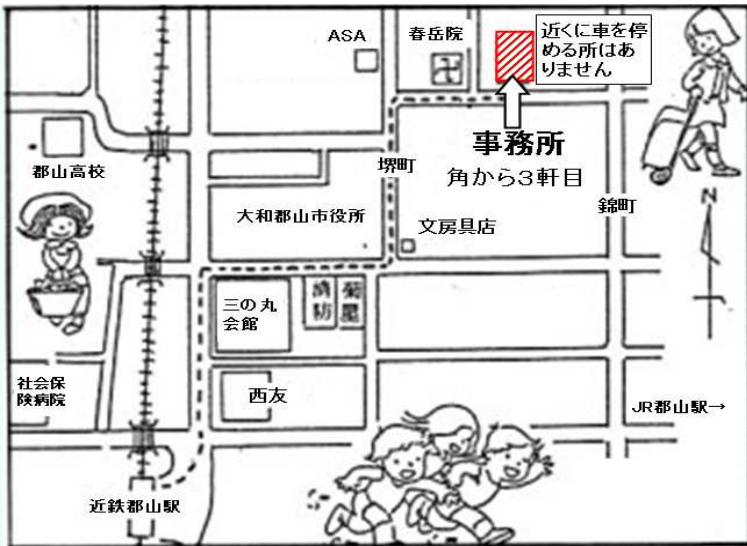 ASA
春岳院
近くに車を停
める所はあ
りません
郡山高校
堺町
事務所
角から3軒目
錦町
N
大和郡山市役所
文房具店
三の丸
会館
消防
菊屋
社会保
険病院
西友
JR郡山駅→
近鉄郡山駅